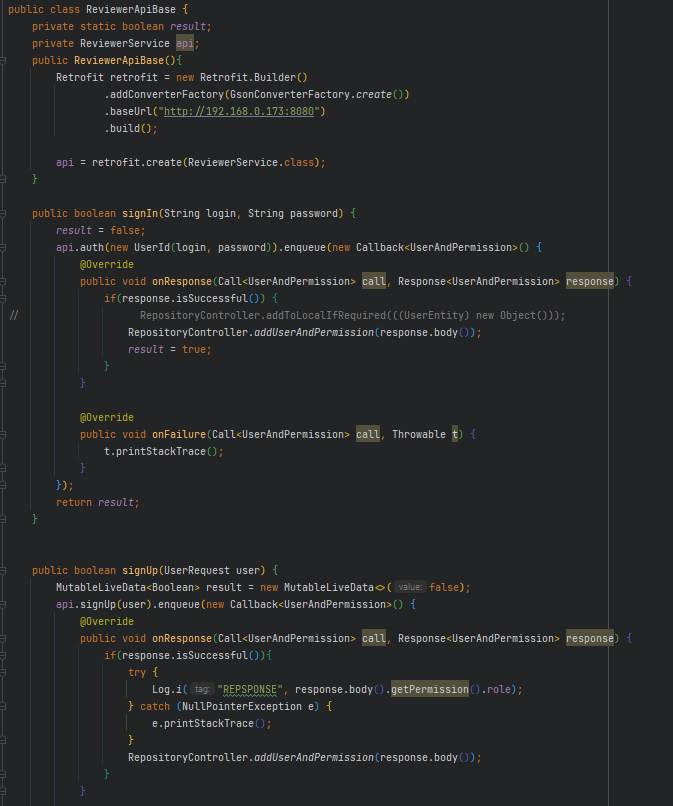 public class ReviewerApiBase {
    private static boolean result;
    private ReviewerService api;
    public ReviewerApiBase(){
        Retrofit retrofit = new Retrofit.Builder()
                .addConverterFactory(GsonConverterFactory.create())
                .baseUrl("http://192.168.0.173:8080")
                .build();

        api = retrofit.create(ReviewerService.class);
    }

    public boolean signIn(String login, String password) {
        result = false;
        api.auth(new UserId(login, password)).enqueue(new Callback<UserAndPermission>() {
            @Override
            public void onResponse(Call<UserAndPermission> call, Response<UserAndPermission> response) {
                if(response.isSuccessful()) {
//                    RepositoryController.addToLocalIfRequired(((UserEntity) new Object()));
                    RepositoryController.addUserAndPermission(response.body());
                    result = true;
                }
            }

            @Override
            public void onFailure(Call<UserAndPermission> call, Throwable t) {
                t.printStackTrace();
            }
        });
        return result;
    }


    public boolean signUp(UserRequest user) {
        MutableLiveData<Boolean> result = new MutableLiveData<>( value: false);
        api.signUp(user).enqueue(new Callback<UserAndPermission>() {
            @Override
            public void onResponse(Call<UserAndPermission> call, Response<UserAndPermission> response) {
                if(response.isSuccessful()){
                    try {
                        Log.i( tag: "REPSPONSE", response.body().getPermission().role);
                    } catch (NullPointerException e) {
                        e.printStackTrace();
                    }
                    RepositoryController.addUserAndPermission(response.body());
                }
            }